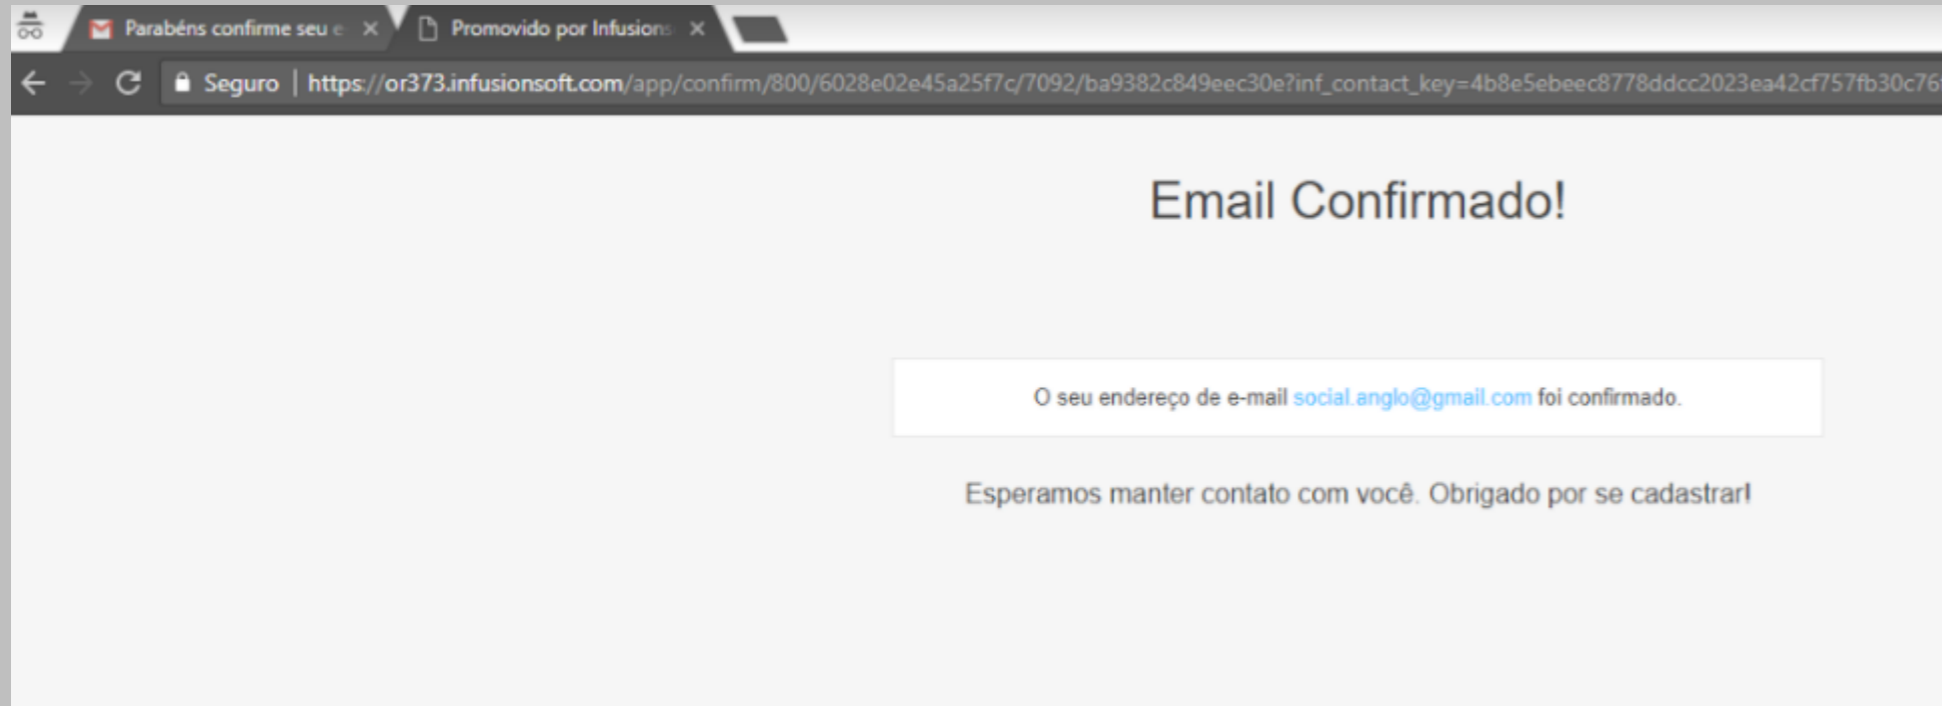 Parabéns confirme seu e
Promovido por Infusions
Seguro | https://or373.infusionsoft.com/app/confirm/800/6028e02e45a25f7c/7092/ba9382c849eec30e?inf_contact_key=4b8e5ebeec8778ddcc2023ea42cf757fb30c76
Email Confirmado!
O seu endereço de e-mail social.anglo@gmail.com foi confirmado.
Esperamos manter contato com você. Obrigado por se cadastrar!